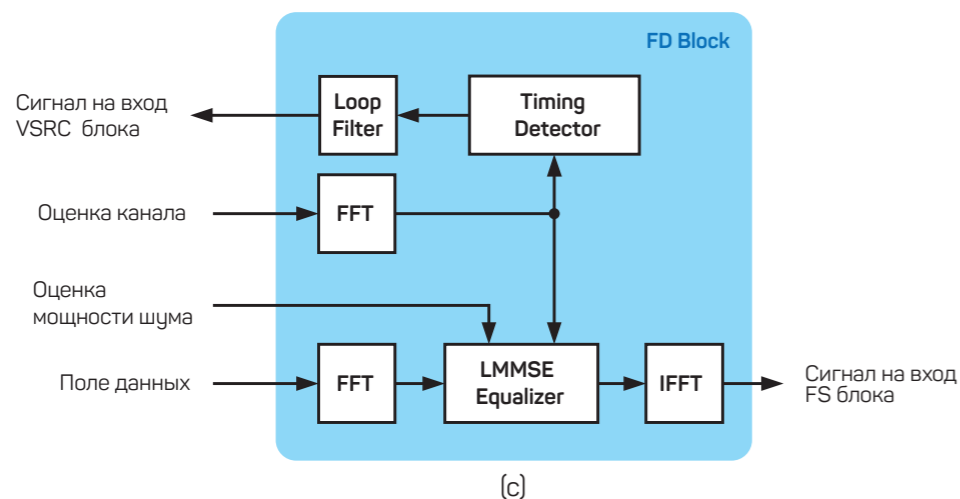 FD Block
Сигнал на вход
VSRC блока
Loop
Filter
Timing
Detector
Оценка канала
FFT
Оценка
мощности шума
Поле данных
FFT
LMMSE
Equalizer
IFFT
Сигнал на вход
FS блока
(c)